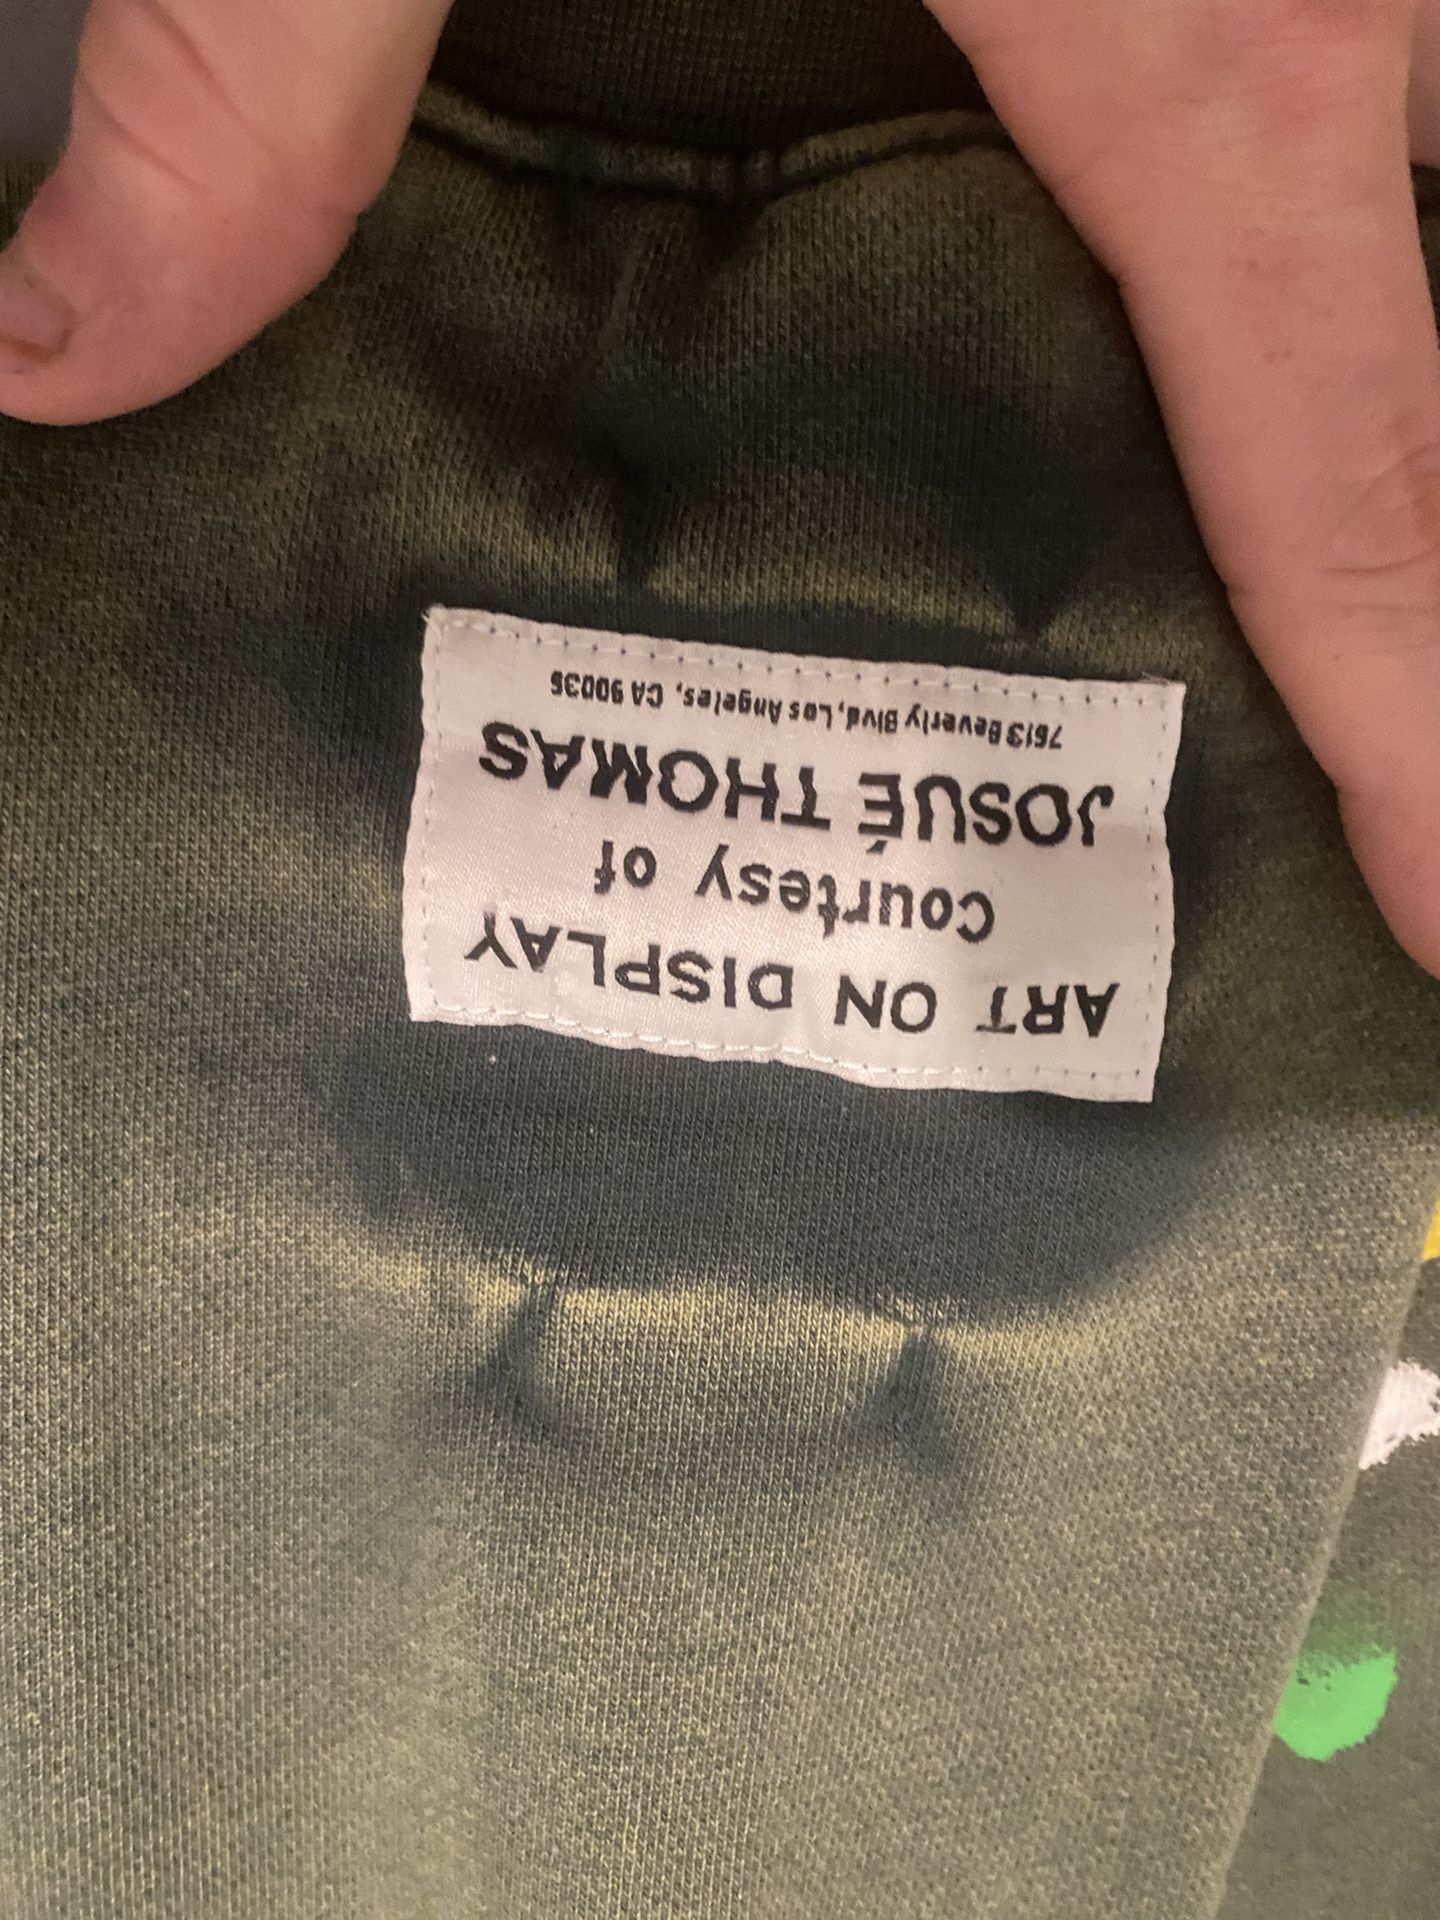 ART ON DISPLAY
Courtesy of
JOSUÉ THOMAS
7613 Beverly Blvd, Los Angeles, CA 90036